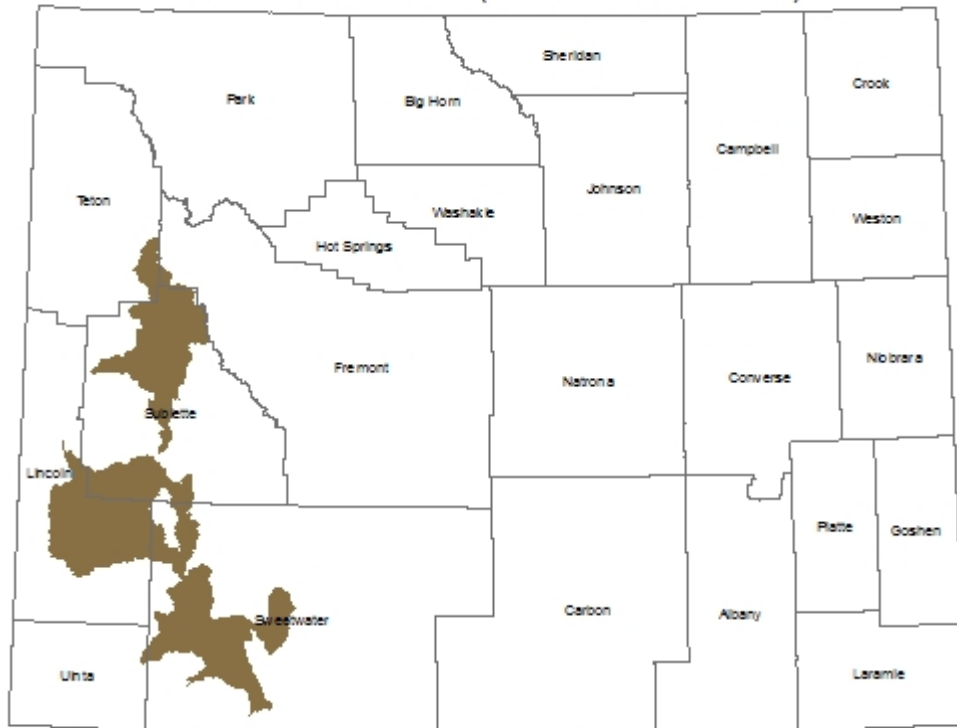 Sheridan
Park
Big Horn
Crook
Campbell
Johnson
Teton
Washakie
Weston
Hot Springs
Fremont
Natrona
Converse
Niobrara
Sublette
Lincoln
Platte
Goshen
Carbon
Albany
Sweetwater
Uinta
Laramie